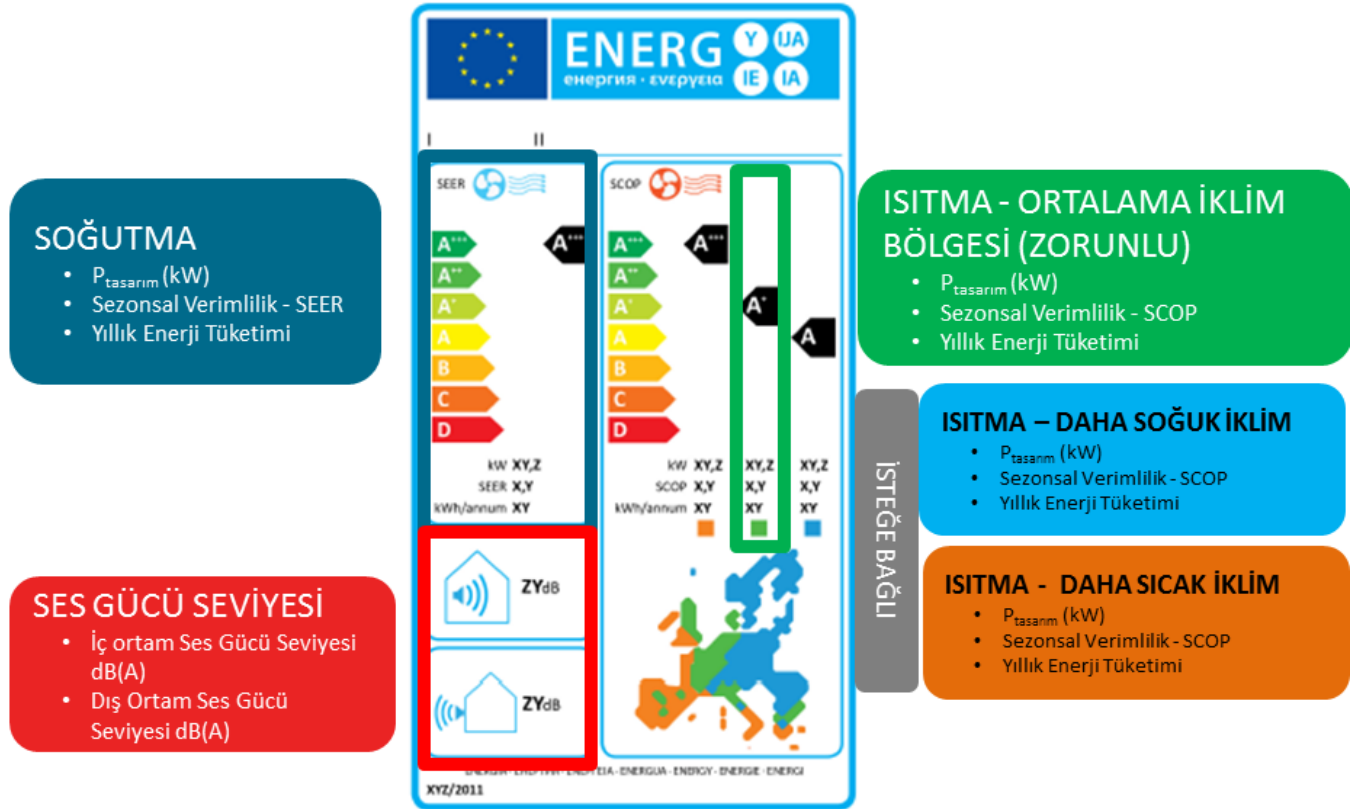 ENERG Y IJA
енергия · ενεργεια IE IA
I II
SOĞUTMA
• Ptasarım (kW)
• Sezonsal Verimlilik - SEER
• Yıllık Enerji Tüketimi
SES GÜCÜ SEVİYESİ
• İç ortam Ses Gücü Seviyesi
dB(A)
• Dış Ortam Ses Gücü
Seviyesi dB(A)
SEER
A+++ A+++
A++
A+
A
B
C
D
kW XY,Z
SEER X,Y
kWh/annum XY
ZYdB
ZYdB
SCOP
A+++ A+++
A++
A+ A+
A A
B
C
D
kW XY,Z XY,Z XY,Z
SCOP X,Y X,Y X,Y
kWh/annum XY XY XY
ENERGIA · ENERGY · ENERGIE · ENERGI
XYZ/2011
ISITMA - ORTALAMA İKLİM
BÖLGESİ (ZORUNLU)
• Ptasarım (kW)
• Sezonsal Verimlilik - SCOP
• Yıllık Enerji Tüketimi
İSTEĞE BAĞLI
ISITMA – DAHA SOĞUK İKLİM
• Ptasarım (kW)
• Sezonsal Verimlilik - SCOP
• Yıllık Enerji Tüketimi
ISITMA - DAHA SICAK İKLİM
• Ptasarım (kW)
• Sezonsal Verimlilik - SCOP
• Yıllık Enerji Tüketimi